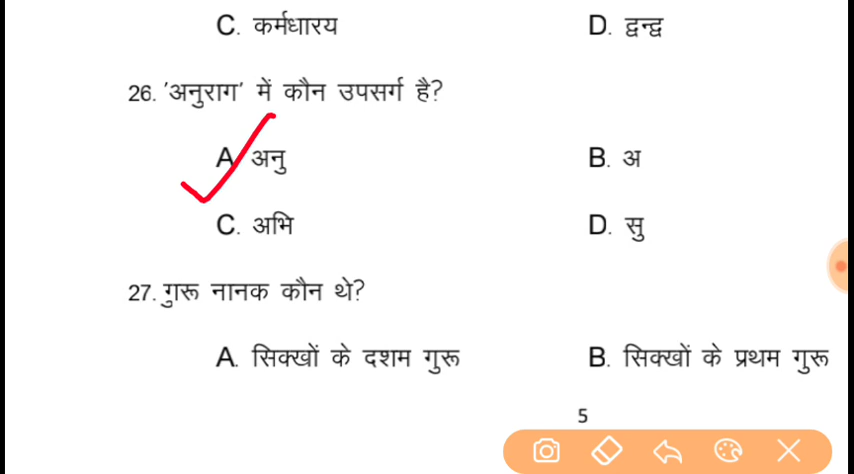 C. कर्मधारय D. द्वन्द्व
26. 'अनुराग' में कौन उपसर्ग है?
A. अनु B. अ
C. अभि D. सु
27. गुरू नानक कौन थे?
A. सिक्खों के दशम गुरू B. सिक्खों के प्रथम गुरू
5